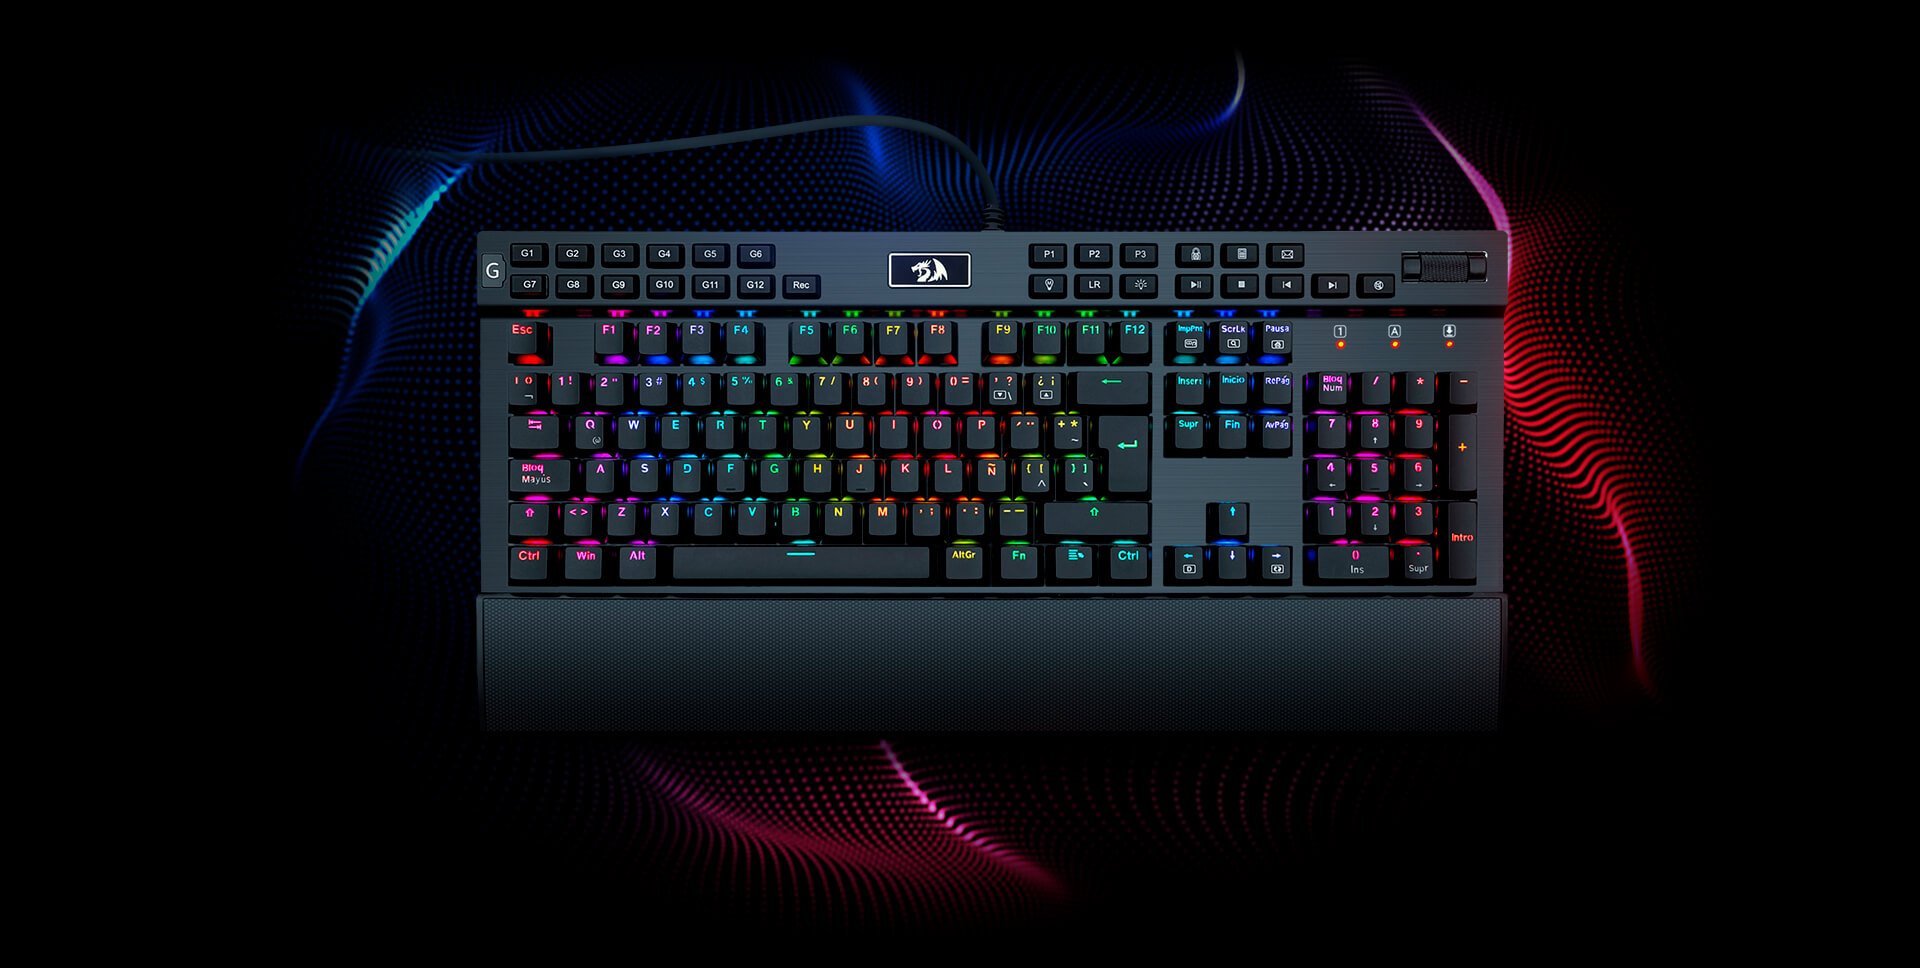 G1 G2 G3 G4 G5 G6 P1 P2 P3
G
G7 G8 G9 G10 G11 G12 Rec LR
Esc F1 F2 F3 F4 F5 F6 F7 F8 F9 F10 F11 F12 ImpPnt ScrLk Pausa 1 A
| O ¬ 1 ! 2 " 3 # 4 $ 5 % 6 & 7 / 8 ( 9 ) 0 = ' ? \ ¿ ¡ ← Insert Inicio RePág Bloq Num / * -
Q @ W E R T Y U I O P + * ~ Supr Fin AvPág 7 8 ↑ 9 +
Bloq Mayus A S D F G H J K L Ñ { [ ^ } ] 4 ← 5 6 →
< > Z X C V B N M , ; . : ↑ 1 2 ↓ 3 Intro
Ctrl Win Alt AltGr Fn Ctrl ← ↓ → 0 Ins . Supr